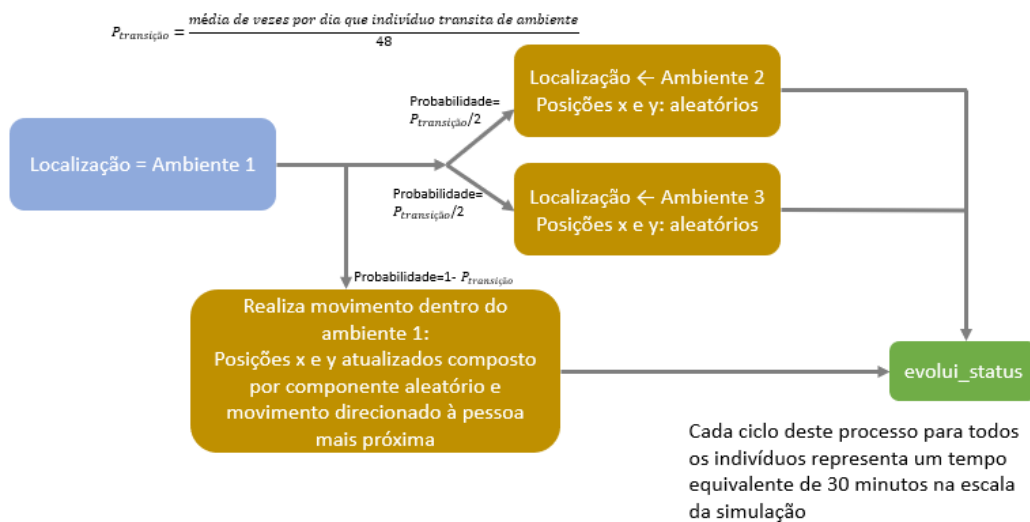 P_transição = média de vezes por dia que indivíduo transita de ambiente / 48
Localização ← Ambiente 2
Posições x e y: aleatórios
Probabilidade=
P_transição/2
Localização = Ambiente 1
Probabilidade=
P_transição/2
Localização ← Ambiente 3
Posições x e y: aleatórios
Probabilidade=1- P_transição
Realiza movimento dentro do
ambiente 1:
Posições x e y atualizados composto
por componente aleatório e
movimento direcionado à pessoa
mais próxima
evolui_status
Cada ciclo deste processo para todos
os indivíduos representa um tempo
equivalente de 30 minutos na escala
da simulação